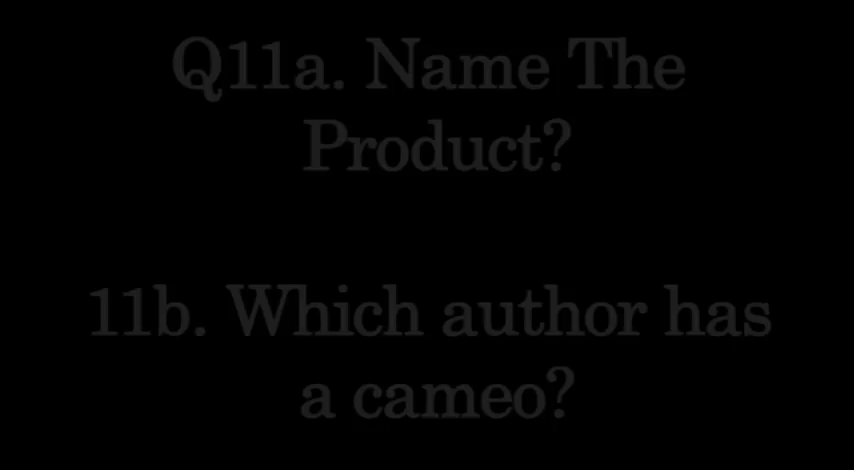 Q11a. Name The
Product?
11b. Which author has
a cameo?